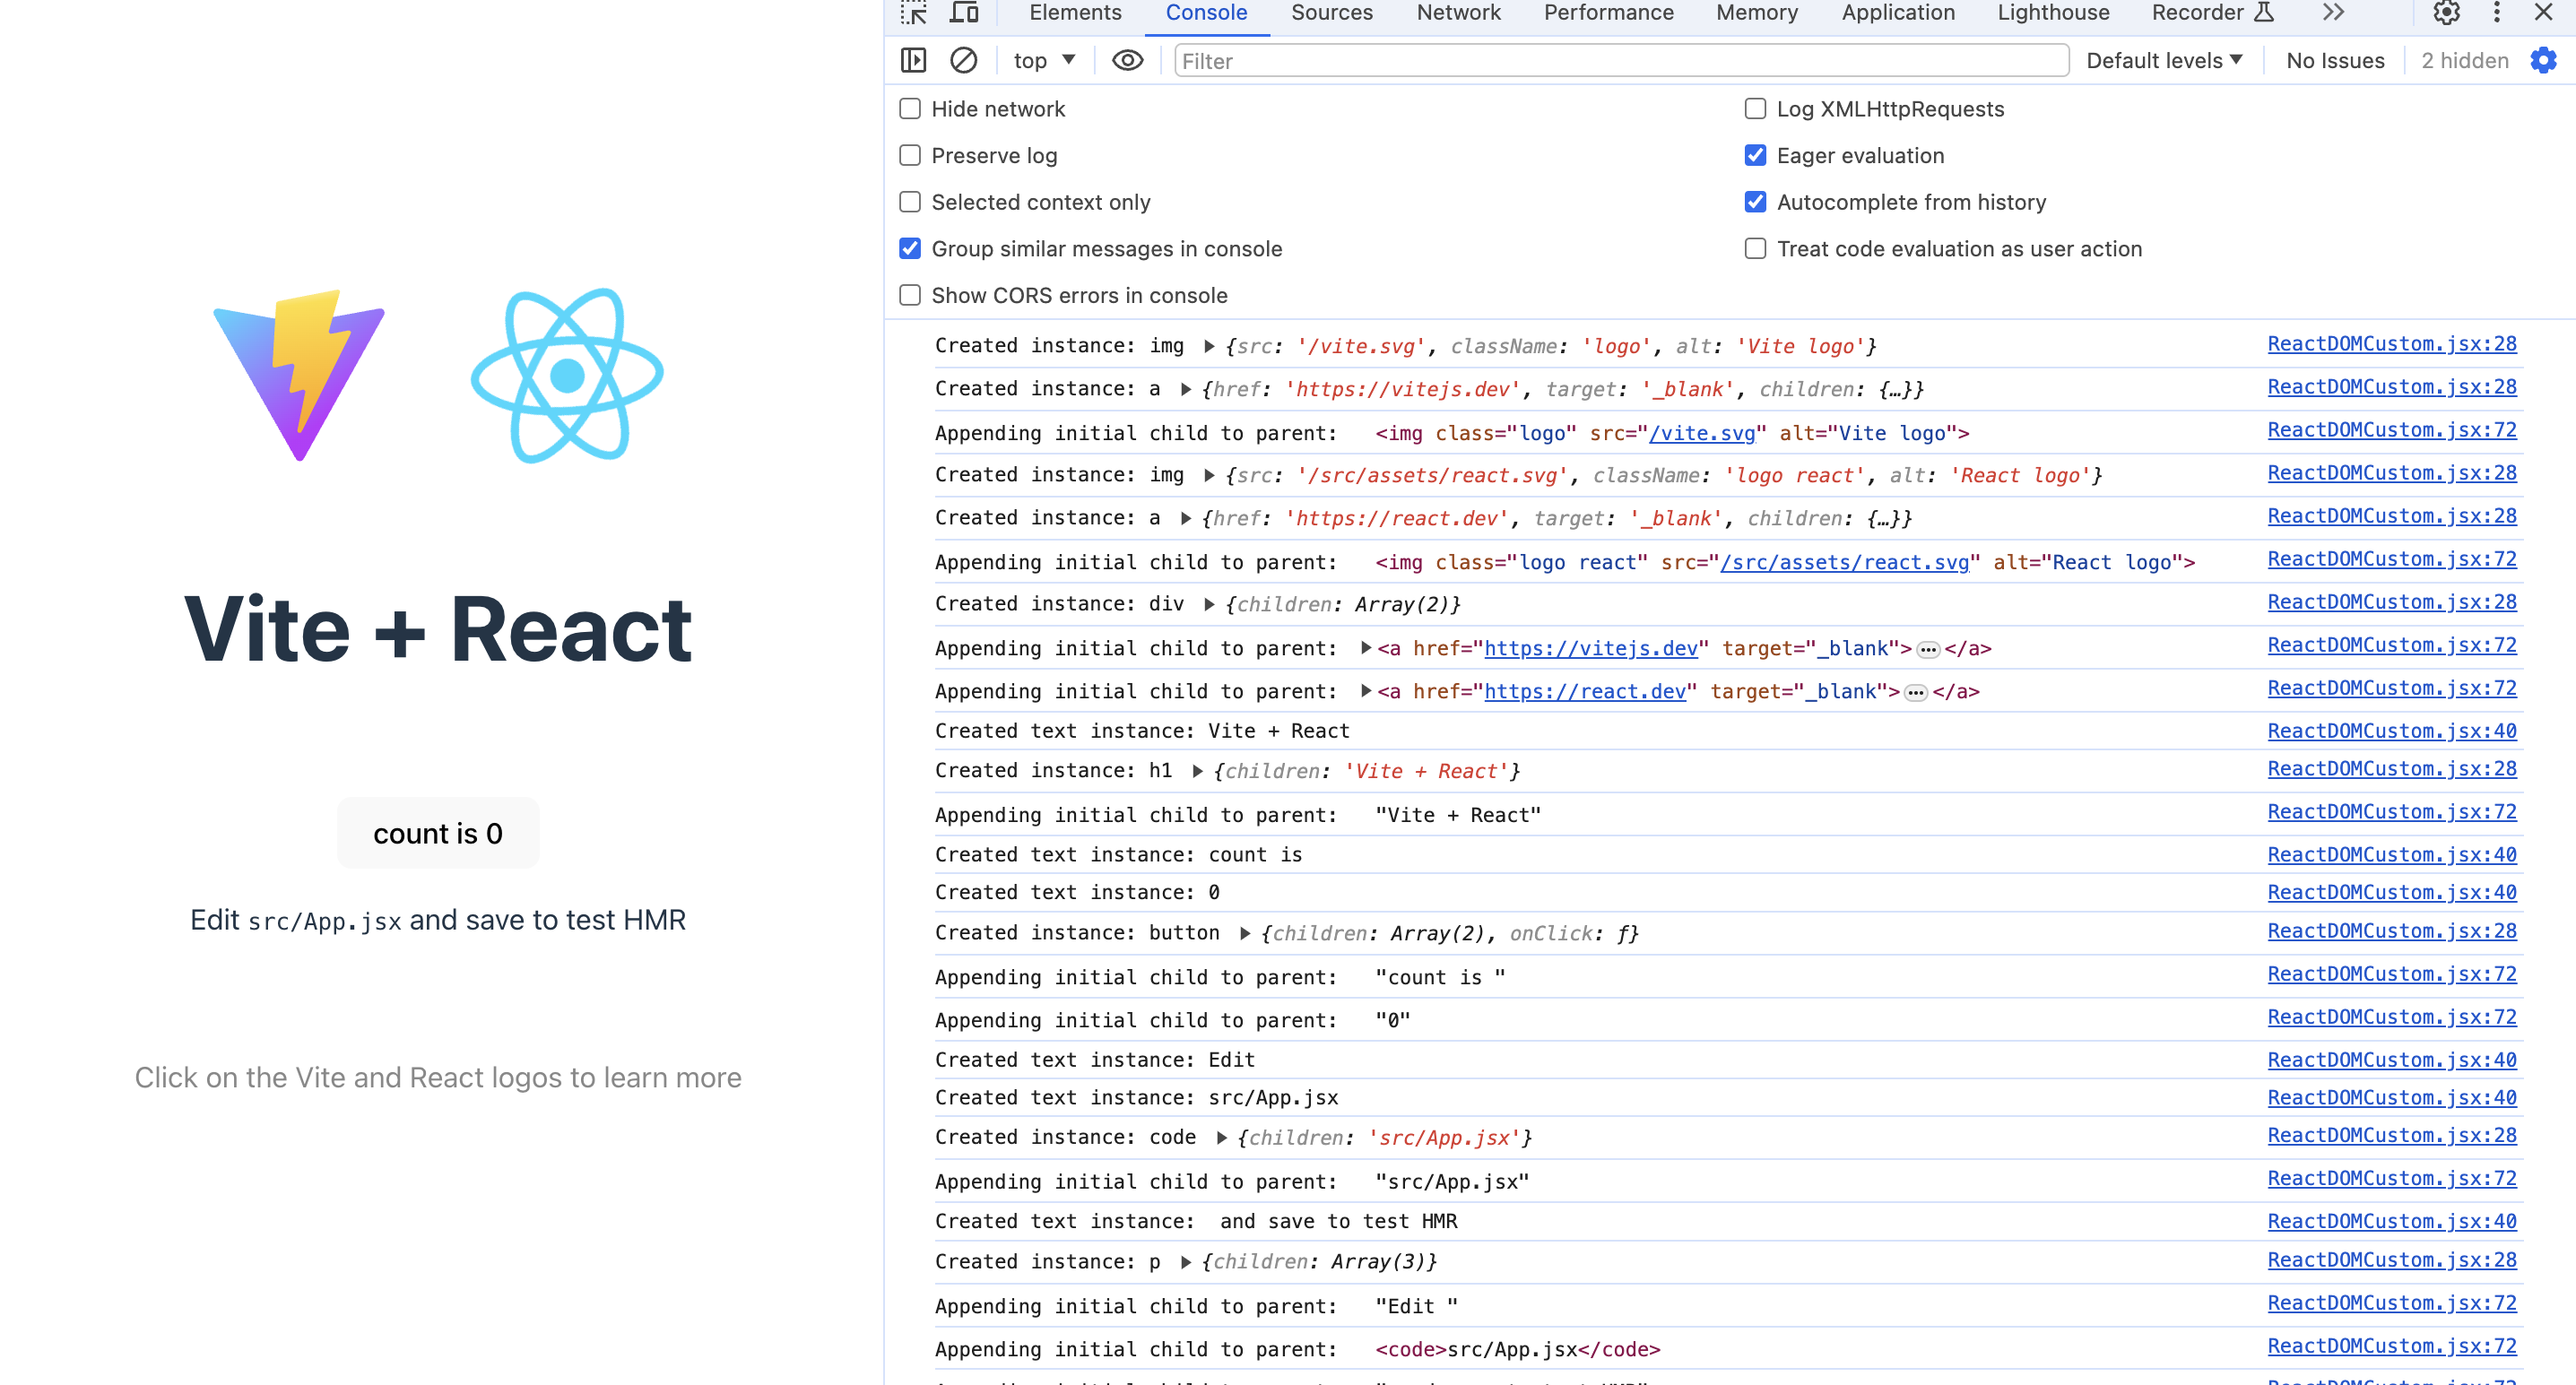 Vite + React
count is 0
Edit src/App.jsx and save to test HMR
Click on the Vite and React logos to learn more
Elements Console Sources Network Performance Memory Application Lighthouse Recorder
top Filter Default levels No Issues 2 hidden
Hide network Log XMLHttpRequests
Preserve log Eager evaluation
Selected context only Autocomplete from history
Group similar messages in console Treat code evaluation as user action
Show CORS errors in console
Created instance: img ▶ {src: '/vite.svg', className: 'logo', alt: 'Vite logo'} ReactDOMCustom.jsx:28
Created instance: a ▶ {href: 'https://vitejs.dev', target: '_blank', children: {…}} ReactDOMCustom.jsx:28
Appending initial child to parent: <img class="logo" src="/vite.svg" alt="Vite logo"> ReactDOMCustom.jsx:72
Created instance: img ▶ {src: '/src/assets/react.svg', className: 'logo react', alt: 'React logo'} ReactDOMCustom.jsx:28
Created instance: a ▶ {href: 'https://react.dev', target: '_blank', children: {…}} ReactDOMCustom.jsx:28
Appending initial child to parent: <img class="logo react" src="/src/assets/react.svg" alt="React logo"> ReactDOMCustom.jsx:72
Created instance: div ▶ {children: Array(2)} ReactDOMCustom.jsx:28
Appending initial child to parent: ▶<a href="https://vitejs.dev" target="_blank">…</a> ReactDOMCustom.jsx:72
Appending initial child to parent: ▶<a href="https://react.dev" target="_blank">…</a> ReactDOMCustom.jsx:72
Created text instance: Vite + React ReactDOMCustom.jsx:40
Created instance: h1 ▶ {children: 'Vite + React'} ReactDOMCustom.jsx:28
Appending initial child to parent: "Vite + React" ReactDOMCustom.jsx:72
Created text instance: count is ReactDOMCustom.jsx:40
Created text instance: 0 ReactDOMCustom.jsx:40
Created instance: button ▶ {children: Array(2), onClick: ƒ} ReactDOMCustom.jsx:28
Appending initial child to parent: "count is " ReactDOMCustom.jsx:72
Appending initial child to parent: "0" ReactDOMCustom.jsx:72
Created text instance: Edit ReactDOMCustom.jsx:40
Created text instance: src/App.jsx ReactDOMCustom.jsx:40
Created instance: code ▶ {children: 'src/App.jsx'} ReactDOMCustom.jsx:28
Appending initial child to parent: "src/App.jsx" ReactDOMCustom.jsx:72
Created text instance:  and save to test HMR ReactDOMCustom.jsx:40
Created instance: p ▶ {children: Array(3)} ReactDOMCustom.jsx:28
Appending initial child to parent: "Edit " ReactDOMCustom.jsx:72
Appending initial child to parent: <code>src/App.jsx</code> ReactDOMCustom.jsx:72